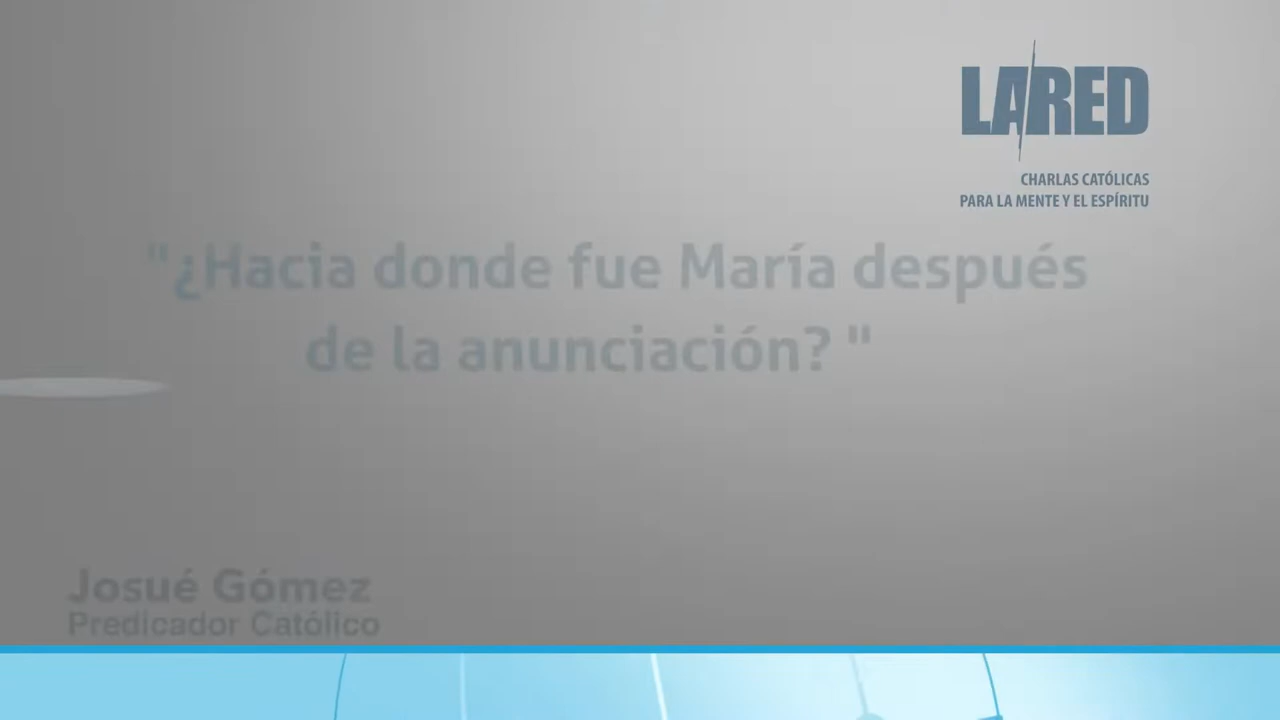 LARED
CHARLAS CATÓLICAS
PARA LA MENTE Y EL ESPÍRITU
"¿Hacia donde fue María después
de la anunciación? "
Josué Gómez
Predicador Católico